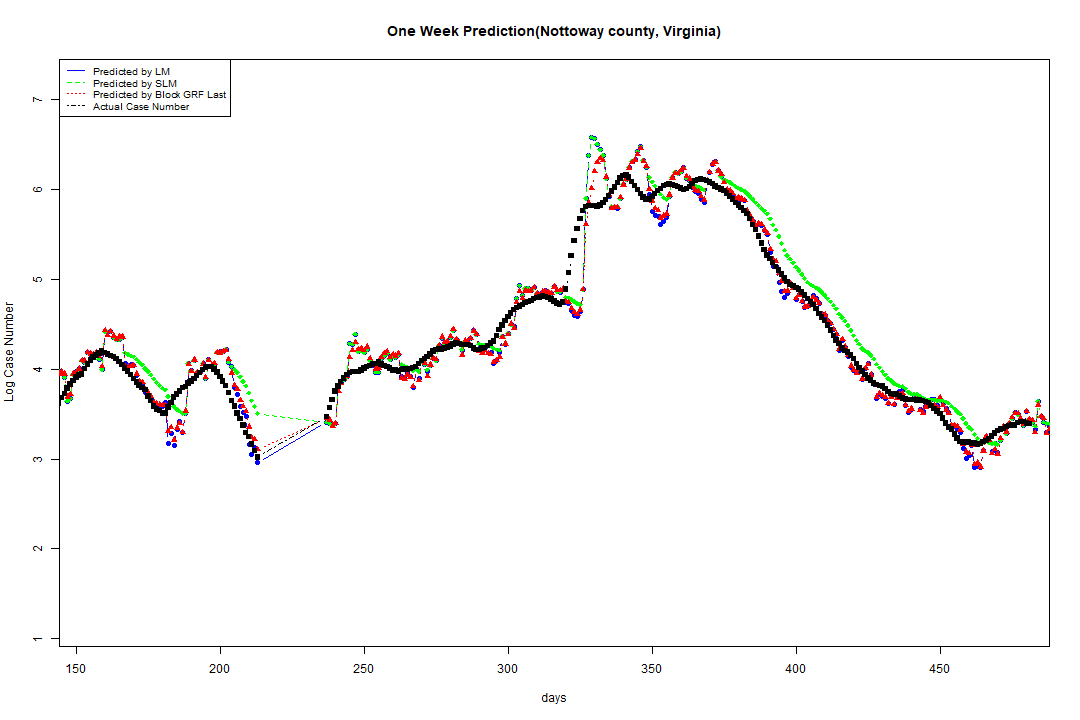 One Week Prediction(Nottoway county, Virginia)
Predicted by LM
Predicted by SLM
Predicted by Block GRF Last
Actual Case Number
7
6
5
4
3
2
1
Log Case Number
150 200 250 300 350 400 450
days